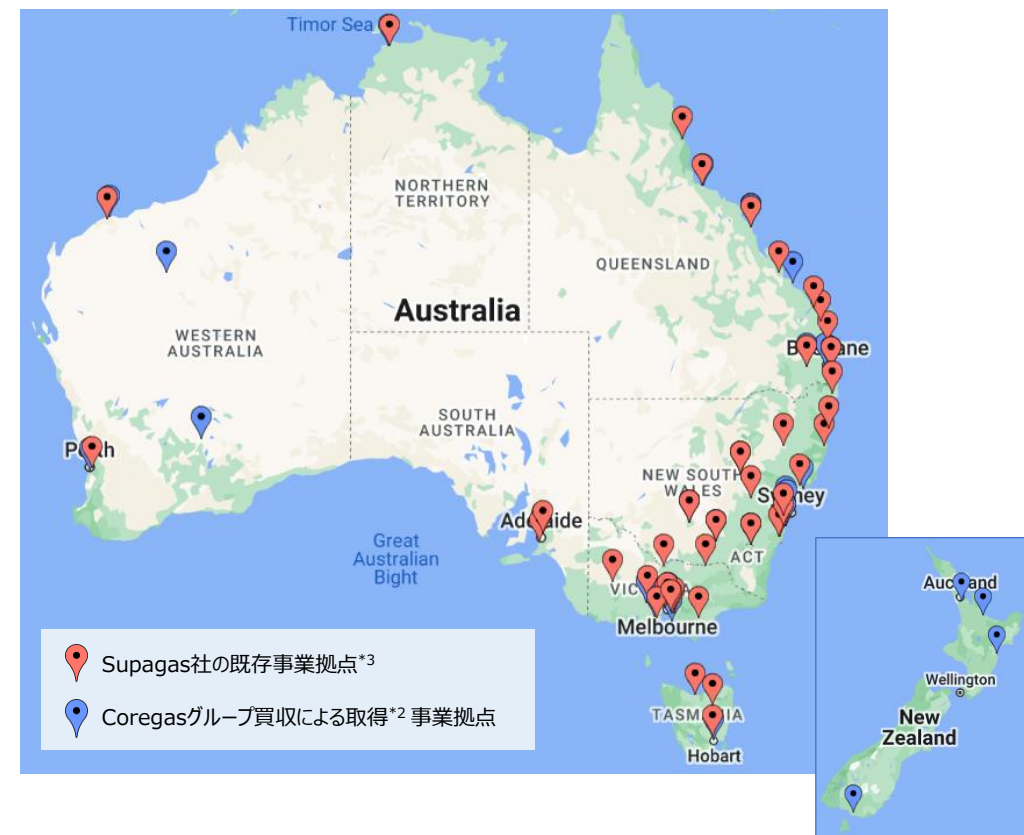 Timor Sea
NORTHERN
TERRITORY
QUEENSLAND
Australia
WESTERN
AUSTRALIA
SOUTH
AUSTRALIA
NEW SOUTH
WALES
Adelaide
Great
Australian
Bight
ACT
Melbourne
Supagas社の既存事業拠点*3
Coregasグループ買収による取得*2 事業拠点
Hobart
Wellington
New
Zealand